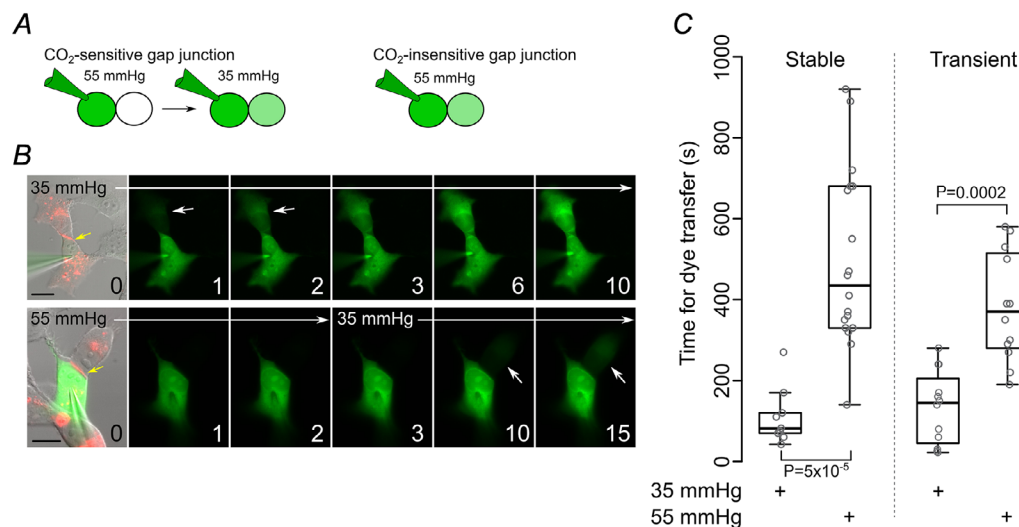 A
CO₂-sensitive gap junction
55 mmHg
35 mmHg
CO₂-insensitive gap junction
55 mmHg
B
35 mmHg
0
1
2
3
6
10
55 mmHg
35 mmHg
0
1
2
3
10
15
C
Stable
Transient
Time for dye transfer (s)
1000
800
600
400
200
0
P=0.0002
P=5x10⁻⁵
35 mmHg + +
55 mmHg + +